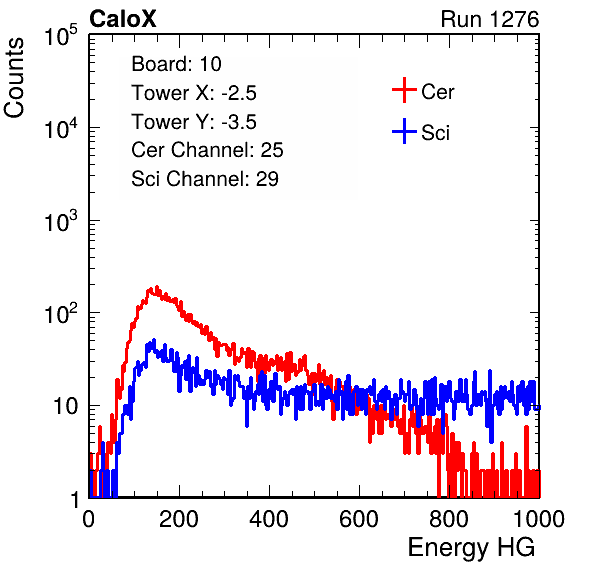 CaloX Run 1276
Counts
10^5
10^4
10^3
10^2
10
1
Board: 10
Tower X: -2.5
Tower Y: -3.5
Cer Channel: 25
Sci Channel: 29
Cer
Sci
0 200 400 600 800 1000
Energy HG